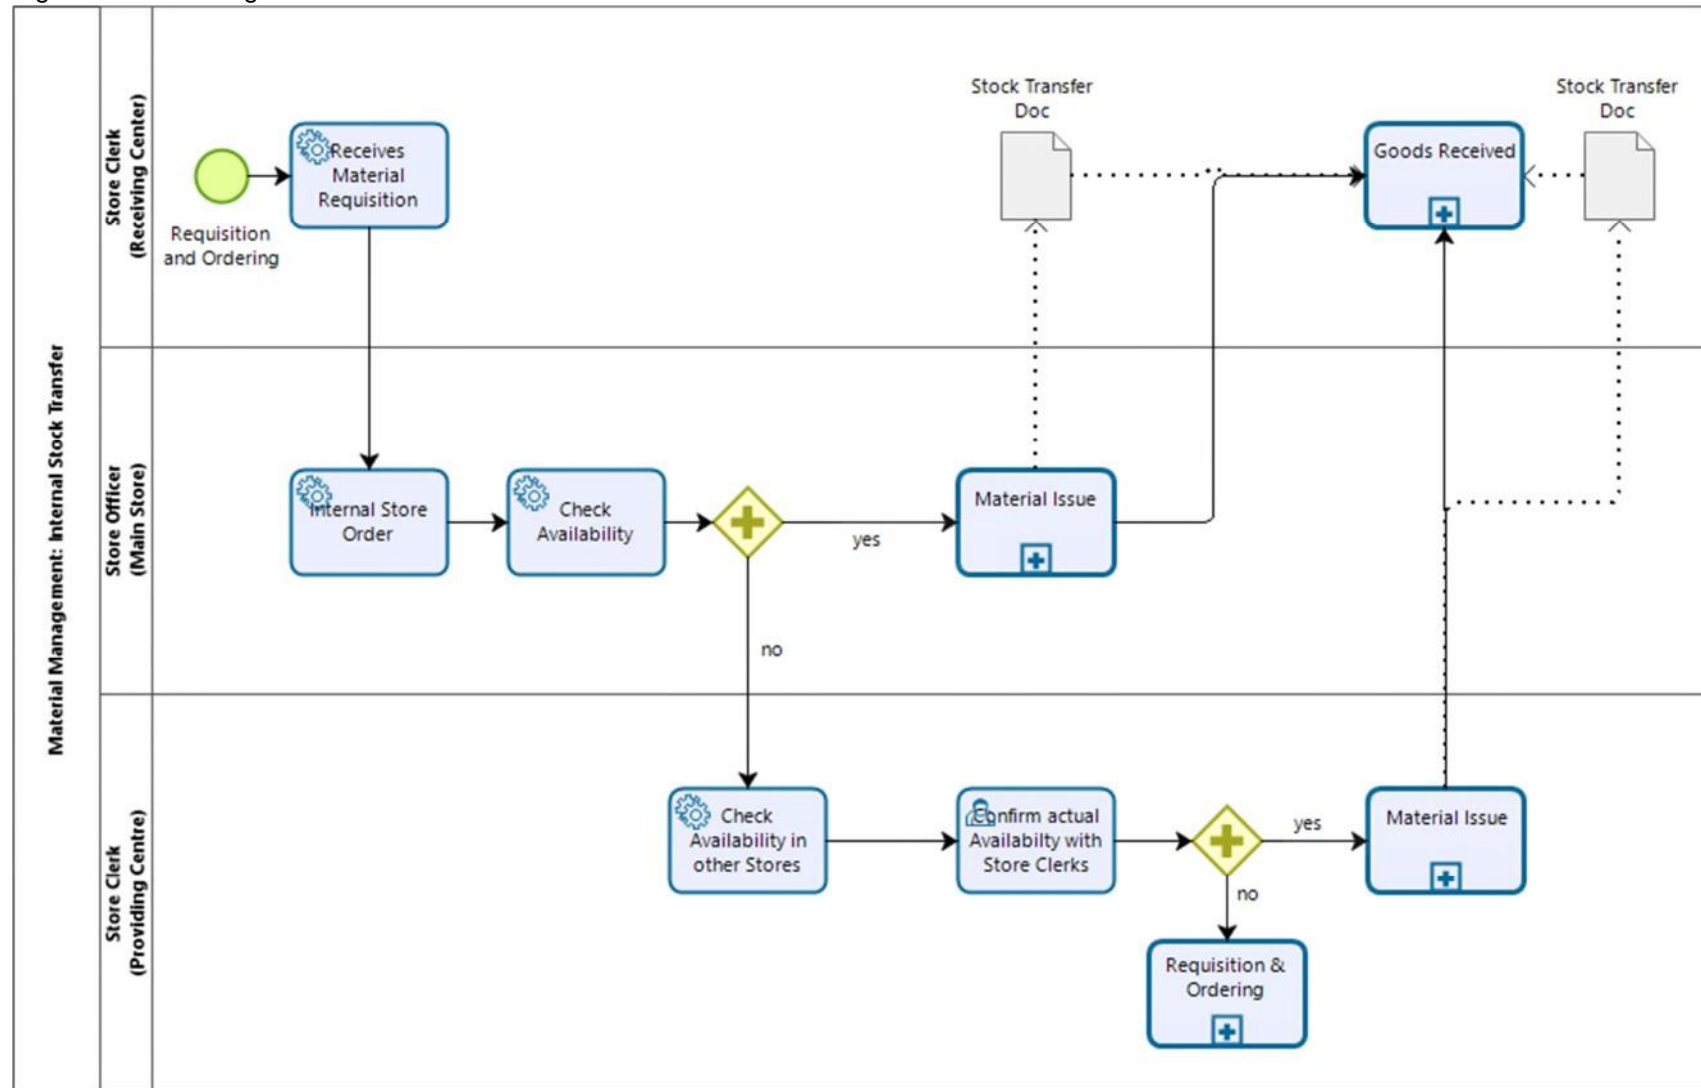 Material Management: Internal Stock Transfer
Store Clerk
(Receiving Center)
Requisition
and Ordering
Receives
Material
Requisition
Stock Transfer
Doc
Goods Received
Stock Transfer
Doc
Store Officer
(Main Store)
Internal Store
Order
Check
Availability
yes
no
Material Issue
Store Clerk
(Providing Centre)
Check
Availability in
other Stores
Confirm actual
Availabilty with
Store Clerks
yes
no
Material Issue
Requisition &
Ordering